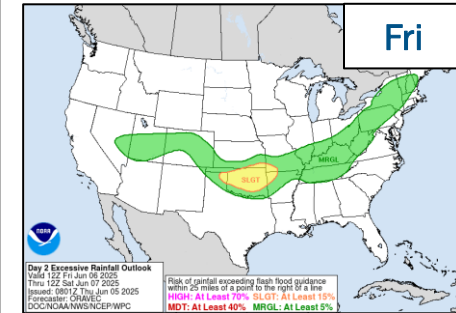 Fri
MRGL
SLGT
NOAA
Day 2 Excessive Rainfall Outlook
Valid 12Z Fri Jun 06 2025
Thru 12Z Sat Jun 07 2025
Issued: 0801Z Thu Jun 05 2025
Forecaster: ORAVEC
DOC/NOAA/NWS/NCEP/WPC
Risk of rainfall exceeding flash flood guidance
within 25 miles of a point to the right of a line
HIGH: At Least 70% SLGT: At Least 15%
MDT: At Least 40% MRGL: At Least 5%